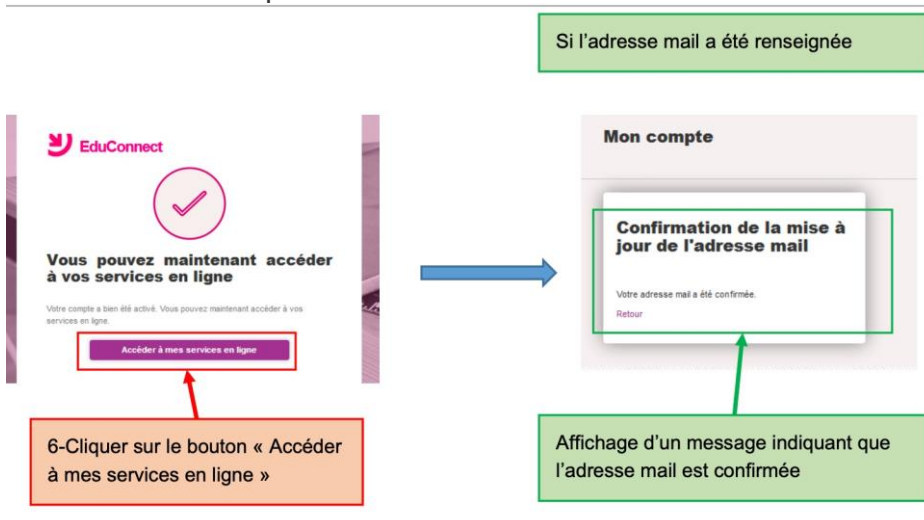 Si l'adresse mail a été renseignée
EduConnect
Vous pouvez maintenant accéder
à vos services en ligne
Votre compte a bien été activé. Vous pouvez maintenant accéder à vos
services en ligne.
Accéder à mes services en ligne
6-Cliquer sur le bouton « Accéder
à mes services en ligne »
Mon compte
Confirmation de la mise à
jour de l'adresse mail
Votre adresse mail a été confirmée.
Retour
Affichage d'un message indiquant que
l'adresse mail est confirmée